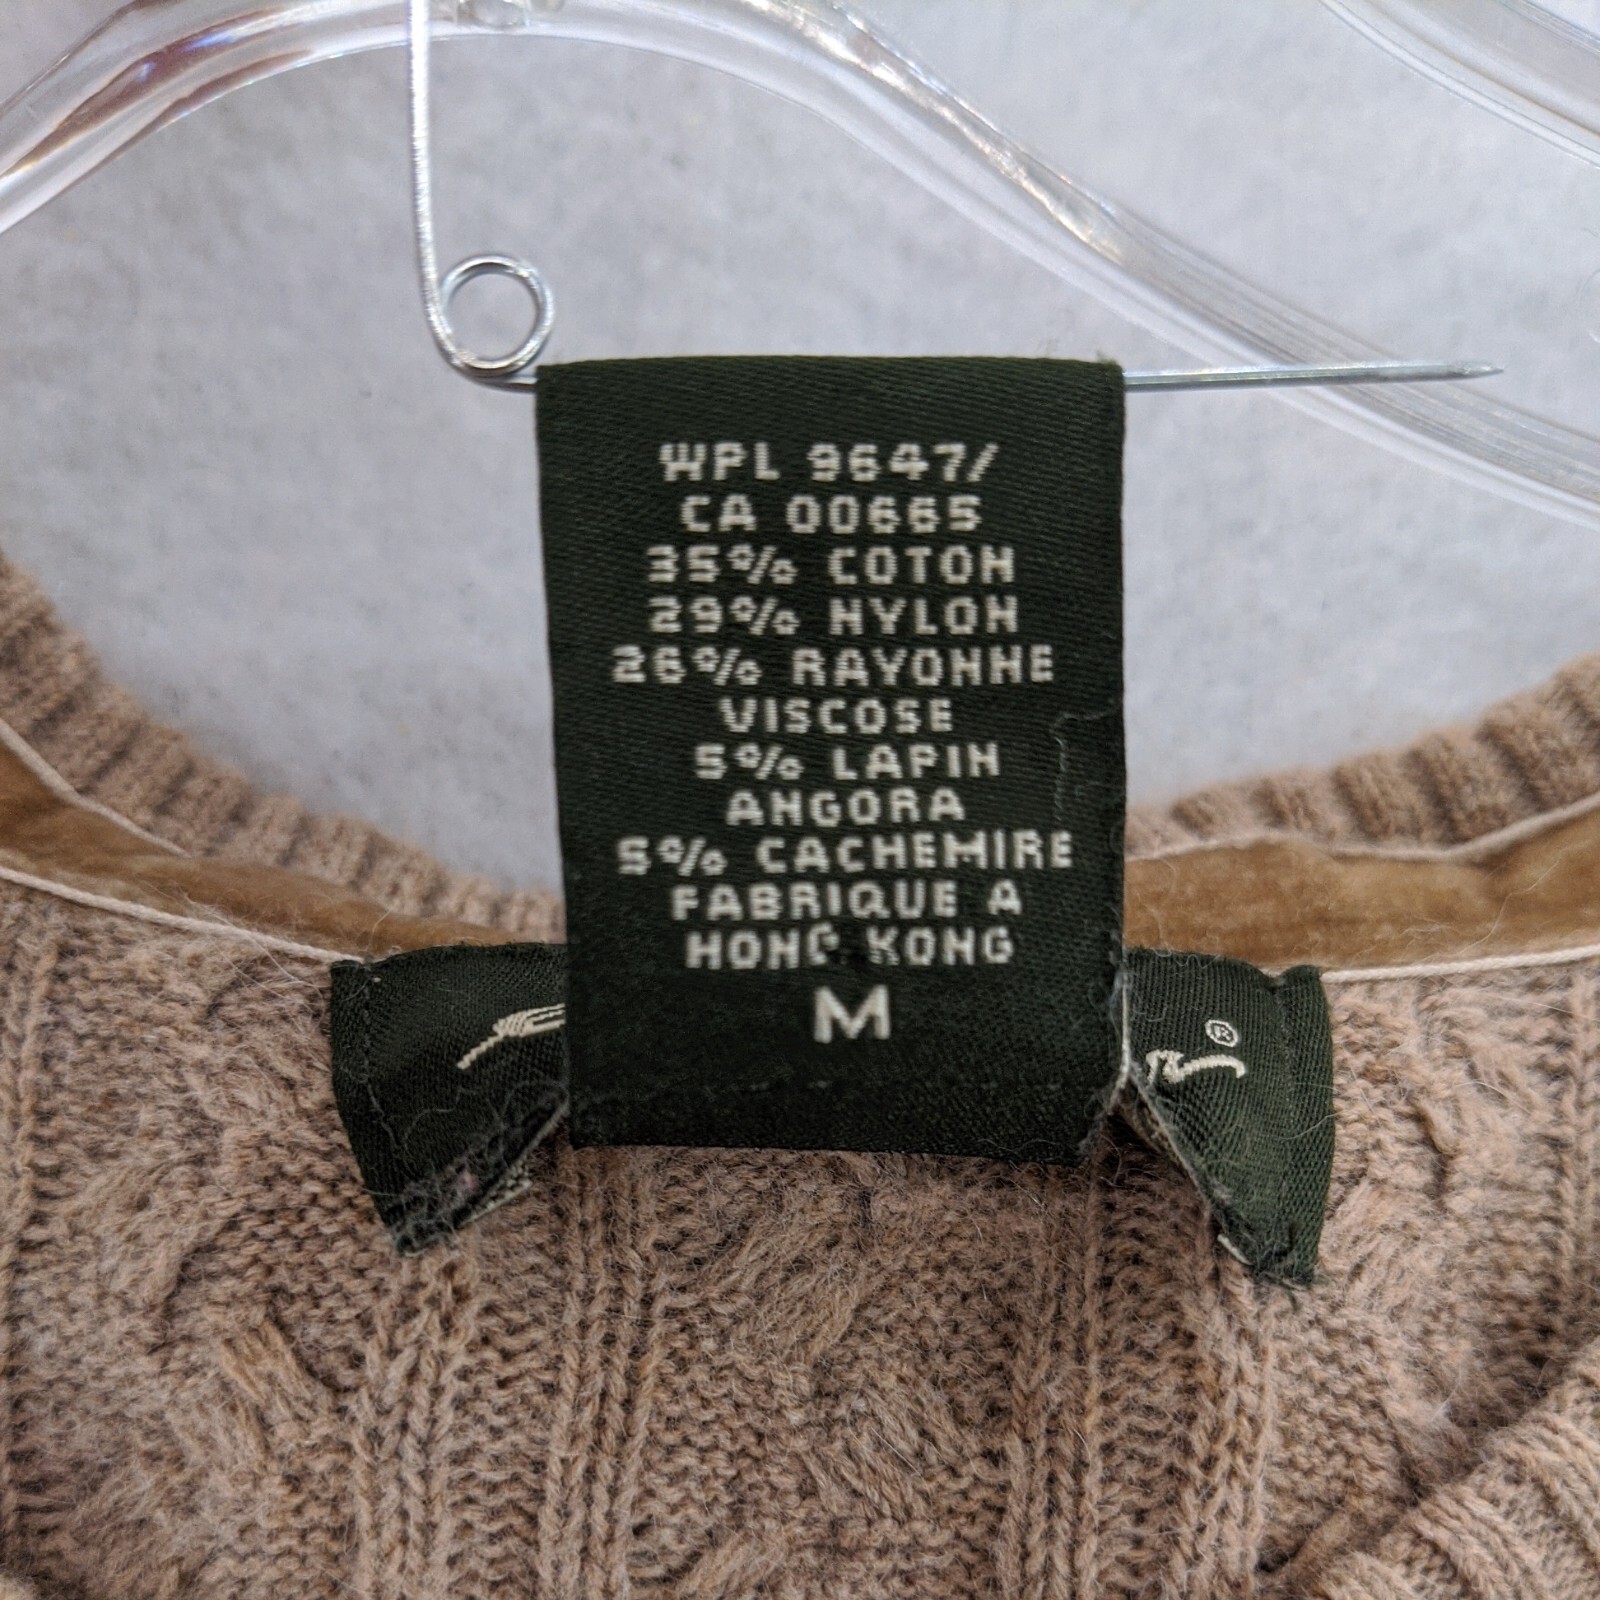 WPL 9647/
CA 00665
35% COTON
29% NYLON
26% RAYONNE
VISCOSE
5% LAPIN
ANGORA
5% CACHEMIRE
FABRIQUE A
HONG KONG
M
®